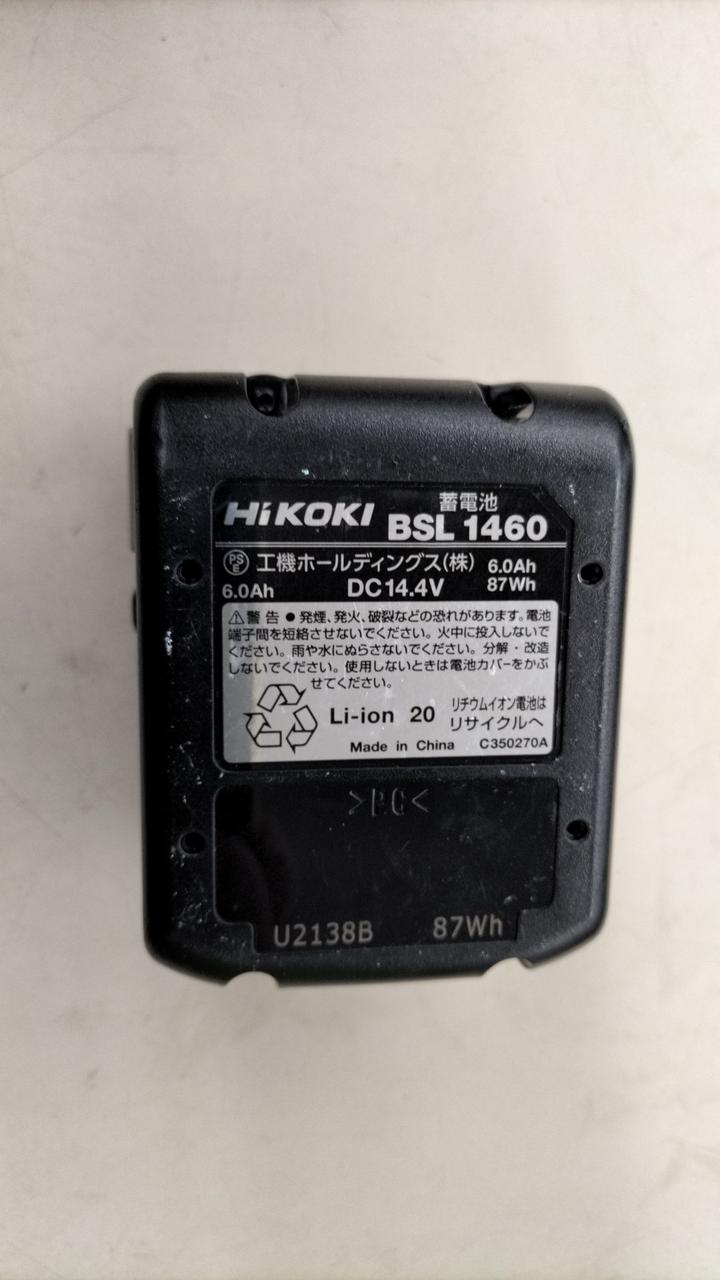 HiKOKI 蓄電池
BSL 1460
PS E 工機ホールディングス(株) 6.0Ah
6.0Ah DC14.4V 87Wh
⚠警告 ●発煙、発火、破裂などの恐れがあります。電池
端子間を短絡させないでください。火中に投入しないで
ください。雨や水にぬらさないでください。分解・改造
しないでください。使用しないときは電池カバーをかぶ
せてください。
Li-ion 20 リチウムイオン電池は
リサイクルへ
Made in China C350270A
>PC<
U2138B 87Wh